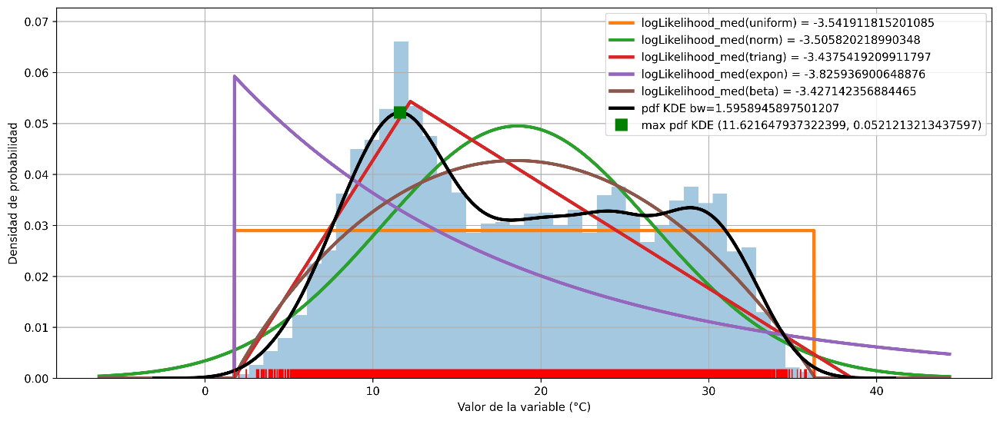 logLikelihood_med(uniform) = -3.541911815201085
logLikelihood_med(norm) = -3.505820218990348
logLikelihood_med(triang) = -3.4375419209911797
logLikelihood_med(expon) = -3.825936900648876
logLikelihood_med(beta) = -3.427142356884465
pdf KDE bw=1.5958945897501207
max pdf KDE (11.621647937322399, 0.0521213213437597)
Densidad de probabilidad
0.07
0.06
0.05
0.04
0.03
0.02
0.01
0.00
0 10 20 30 40
Valor de la variable (°C)